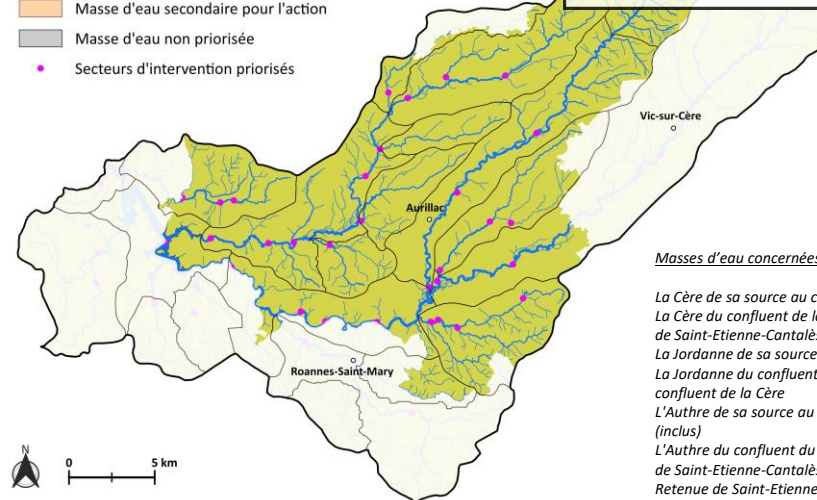 Masse d'eau secondaire pour l'action
Masse d'eau non priorisée
Secteurs d'intervention priorisés
Vic-sur-Cère
Aurillac
Roannes-Saint-Mary
N
0 5 km
Masses d'eau concernées
La Cère de sa source au
La Cère du confluent de
de Saint-Etienne-Cantalès
La Jordanne de sa source
La Jordanne du confluent
confluent de la Cère
L'Authre de sa source au
(inclus)
L'Authre du confluent du
de Saint-Etienne-Cantalès
Retenue de Saint-Etienne